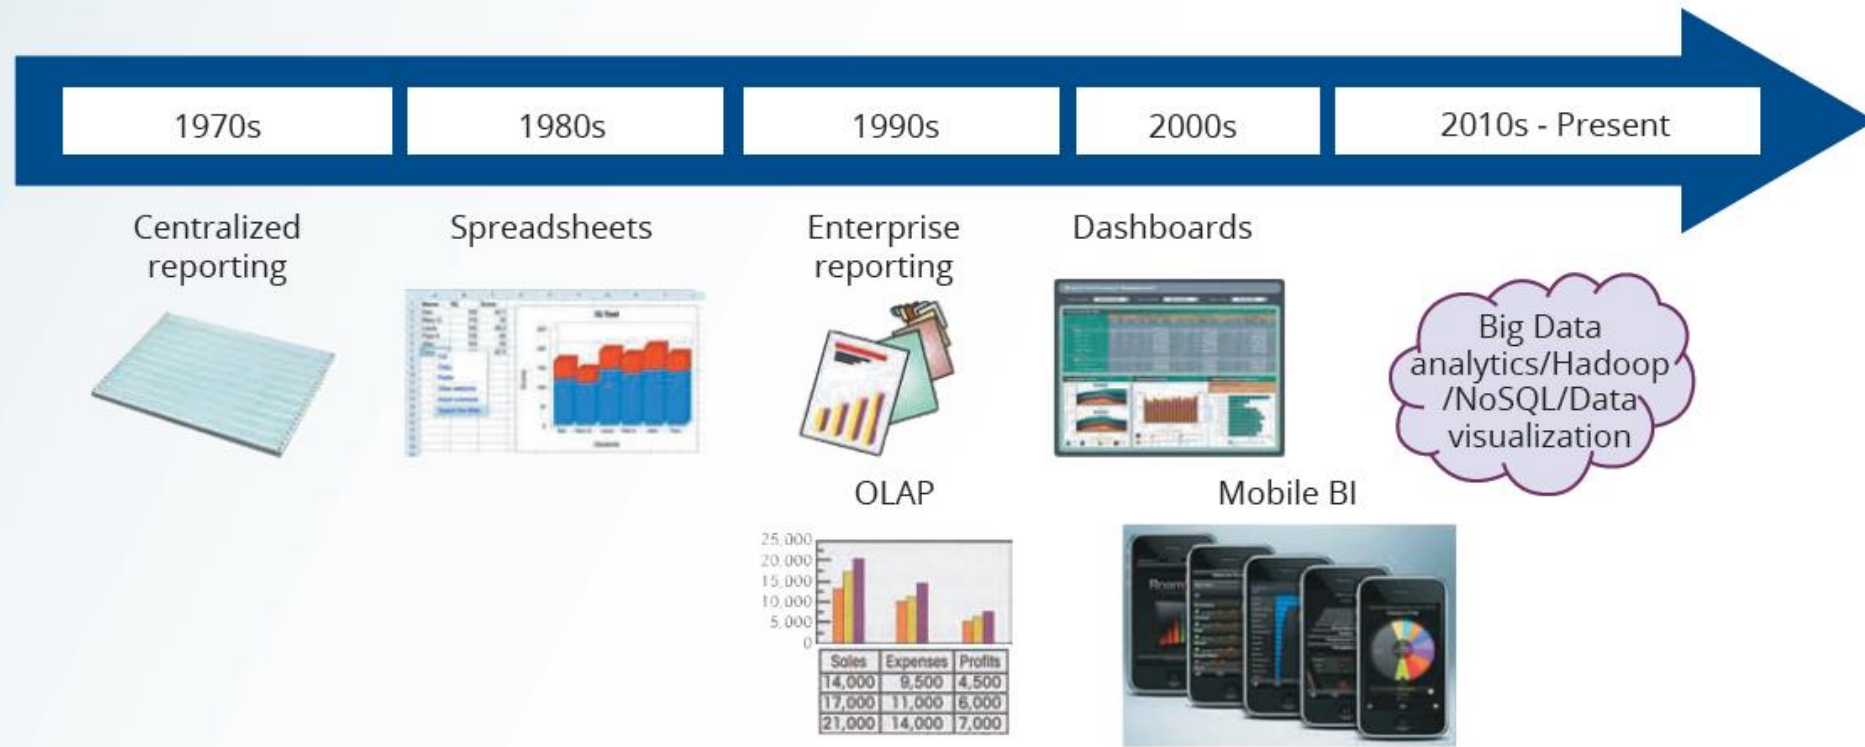 1970s
1980s
1990s
2000s
2010s - Present
Centralized
reporting
Spreadsheets
Enterprise
reporting
Dashboards
Big Data
analytics/Hadoop
/NoSQL/Data
visualization
OLAP
25,000
20,000
15,000
10,000
5,000
0
Sales Expenses Profits
14,000 9,500 4,500
17,000 11,000 6,000
21,000 14,000 7,000
Mobile BI